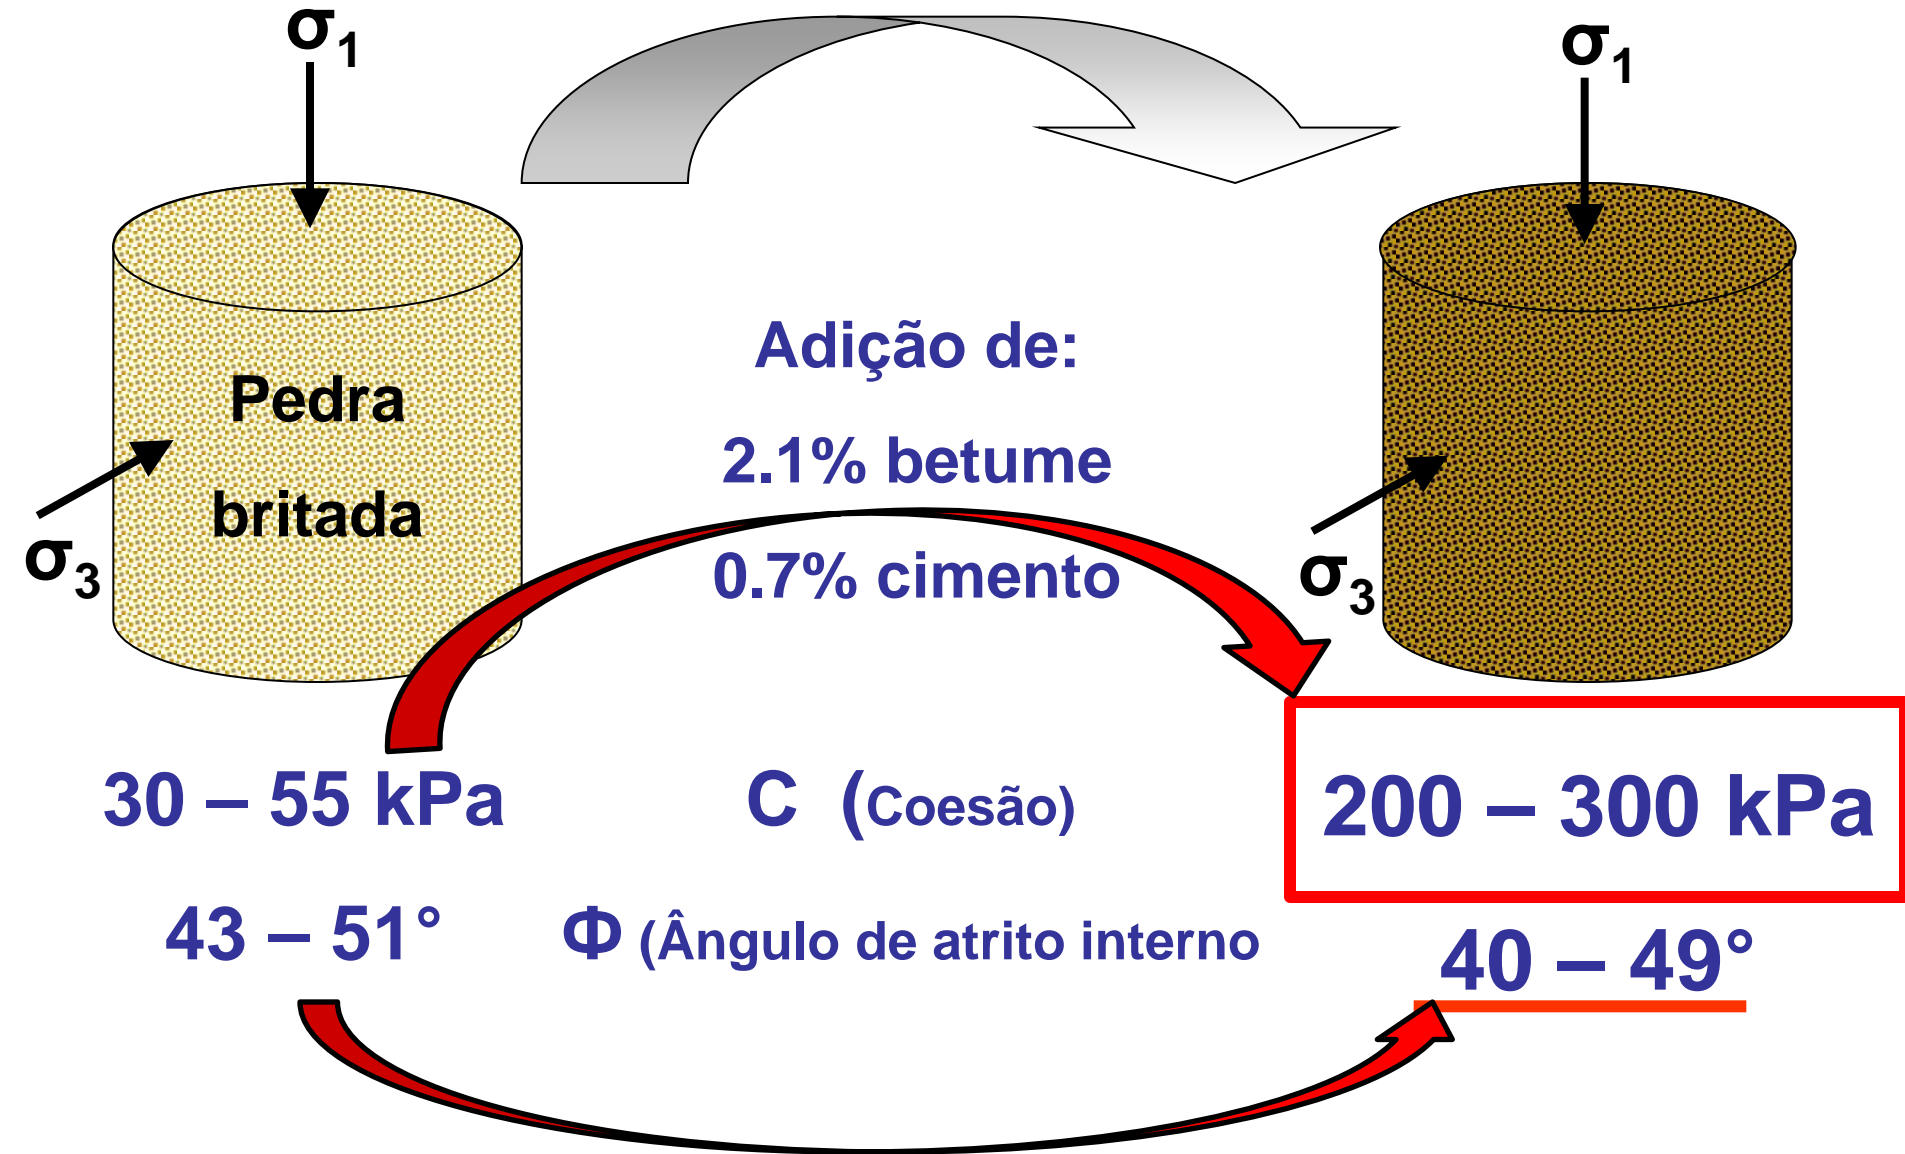 σ1
σ1
Adição de:
Pedra
2.1% betume
britada
σ3
0.7% cimento
σ3
30 – 55 kPa
C (Coesão)
200 – 300 kPa
43 – 51°
Φ (Ângulo de atrito interno
40 – 49°